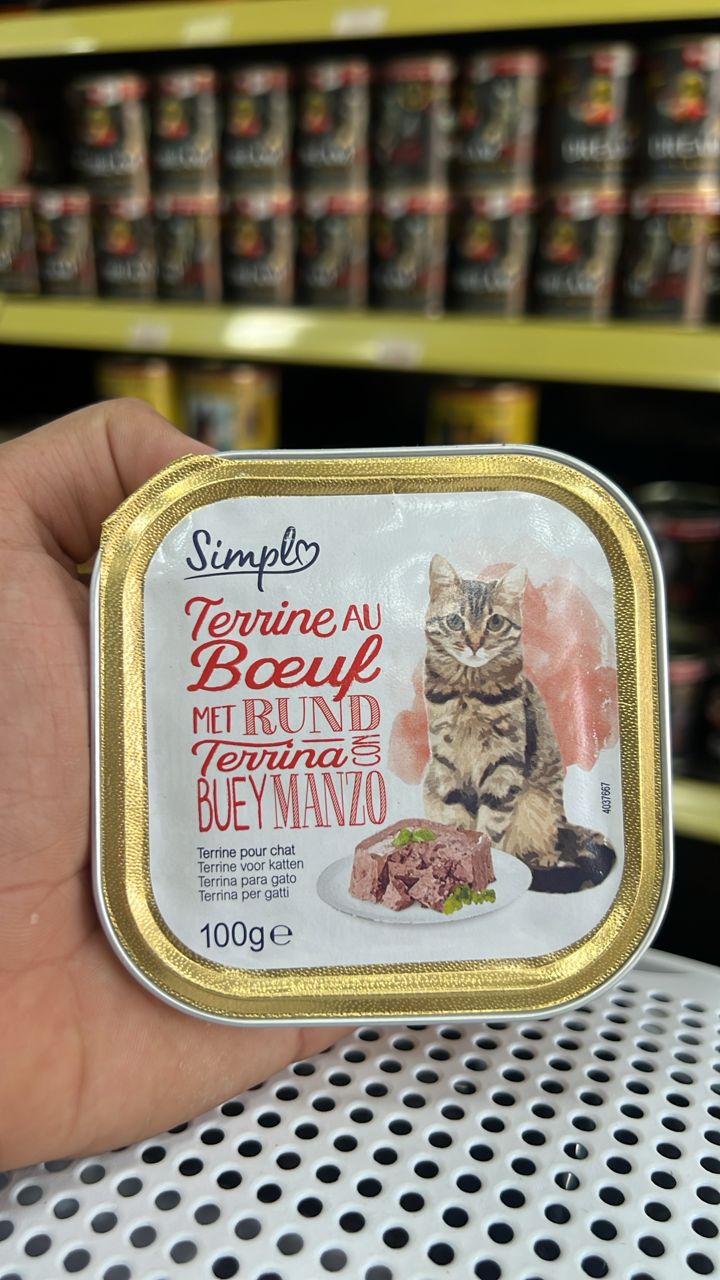 Simpl
Terrine AU
Bœuf
MET RUND
Terrina CON
BUEY MANZO
Terrine pour chat
Terrine voor katten
Terrina para gato
Terrina per gatti
100g e
4037667